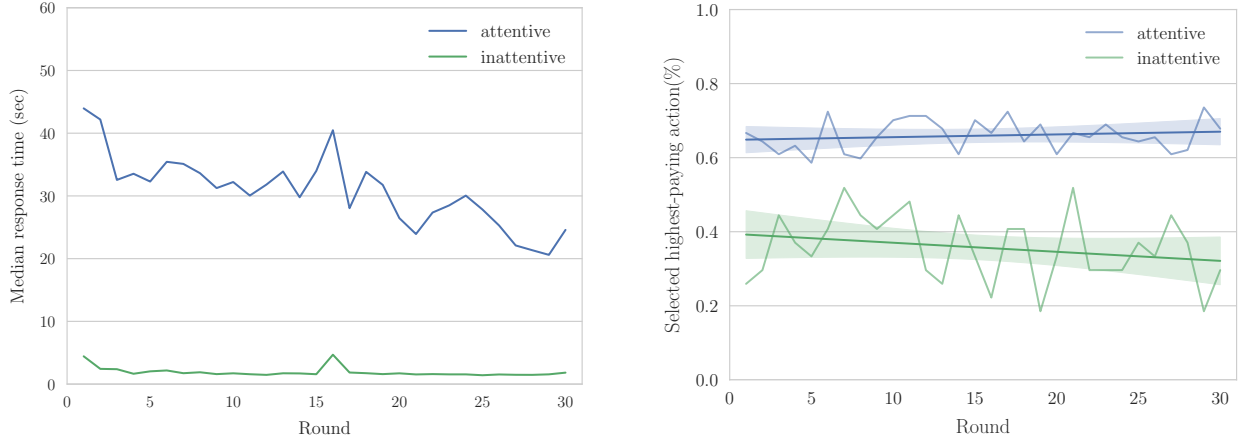 Median response time (sec)
60
50
40
30
20
10
0
attentive
inattentive
0 5 10 15 20 25 30
Round
Selected highest-paying action(%)
1.0
0.8
0.6
0.4
0.2
0.0
attentive
inattentive
0 5 10 15 20 25 30
Round